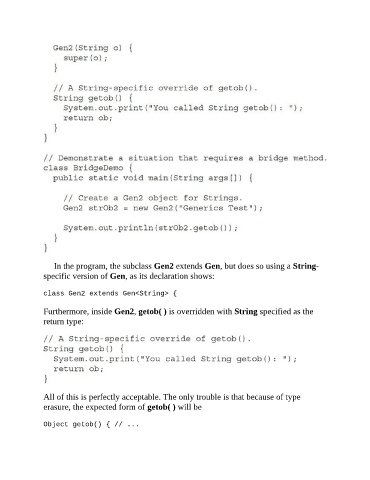 Gen2(String o) {
super(o);
}
// A String-specific override of getob().
String getob() {
System.out.print("You called String getob(): ");
return ob;
}
}
// Demonstrate a situation that requires a bridge method.
class BridgeDemo {
public static void main(String args[]) {
// Create a Gen2 object for Strings.
Gen2 strOb2 = new Gen2("Generics Test");
System.out.println(strOb2.getob());
}
}
In the program, the subclass Gen2 extends Gen, but does so using a String-
specific version of Gen, as its declaration shows:
class Gen2 extends Gen<String> {
Furthermore, inside Gen2, getob( ) is overridden with String specified as the
return type:
// A String-specific override of getob().
String getob() {
System.out.print("You called String getob(): ");
return ob;
}
All of this is perfectly acceptable. The only trouble is that because of type
erasure, the expected form of getob( ) will be
Object getob() { // ...